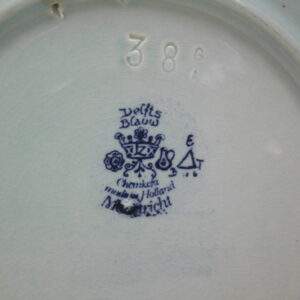 38
Delfts
Blauw
Z
E
T
Chemkefa
made in Holland
Maastricht